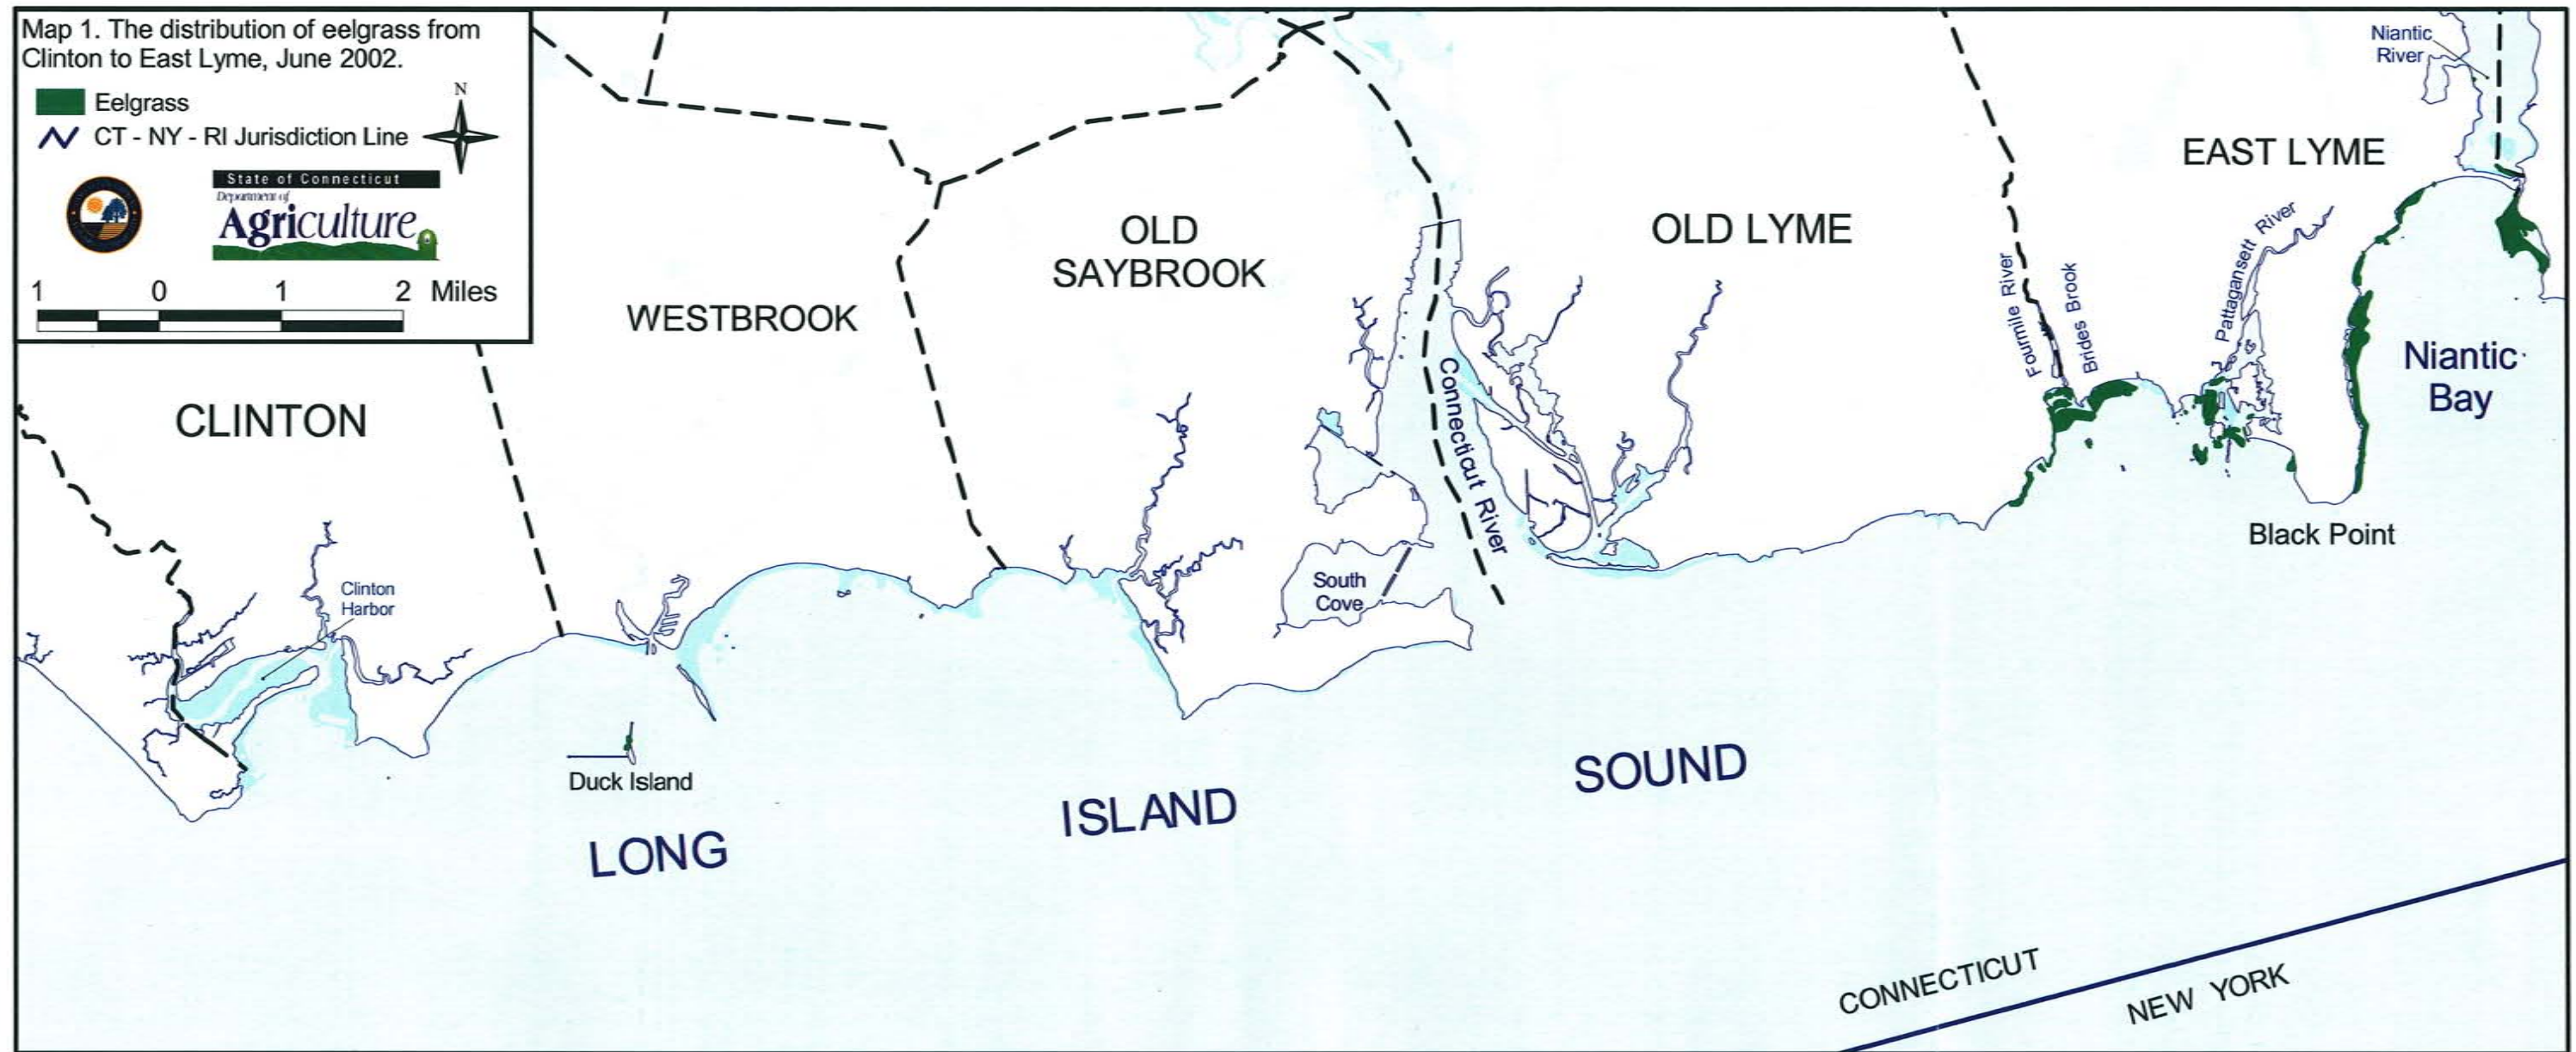 Map 1. The distribution of eelgrass from
Clinton to East Lyme, June 2002.
Eelgrass
CT - NY - RI Jurisdiction Line
N
State of Connecticut
Department of
Agriculture
1 0 1 2 Miles
Niantic
River
EAST LYME
OLD
SAYBROOK
OLD LYME
WESTBROOK
Fourmile River
Brides Brook
Pattagansett River
Niantic
Bay
CLINTON
Connecticut River
Black Point
South
Cove
Clinton
Harbor
Duck Island
LONG
ISLAND
SOUND
CONNECTICUT
NEW YORK